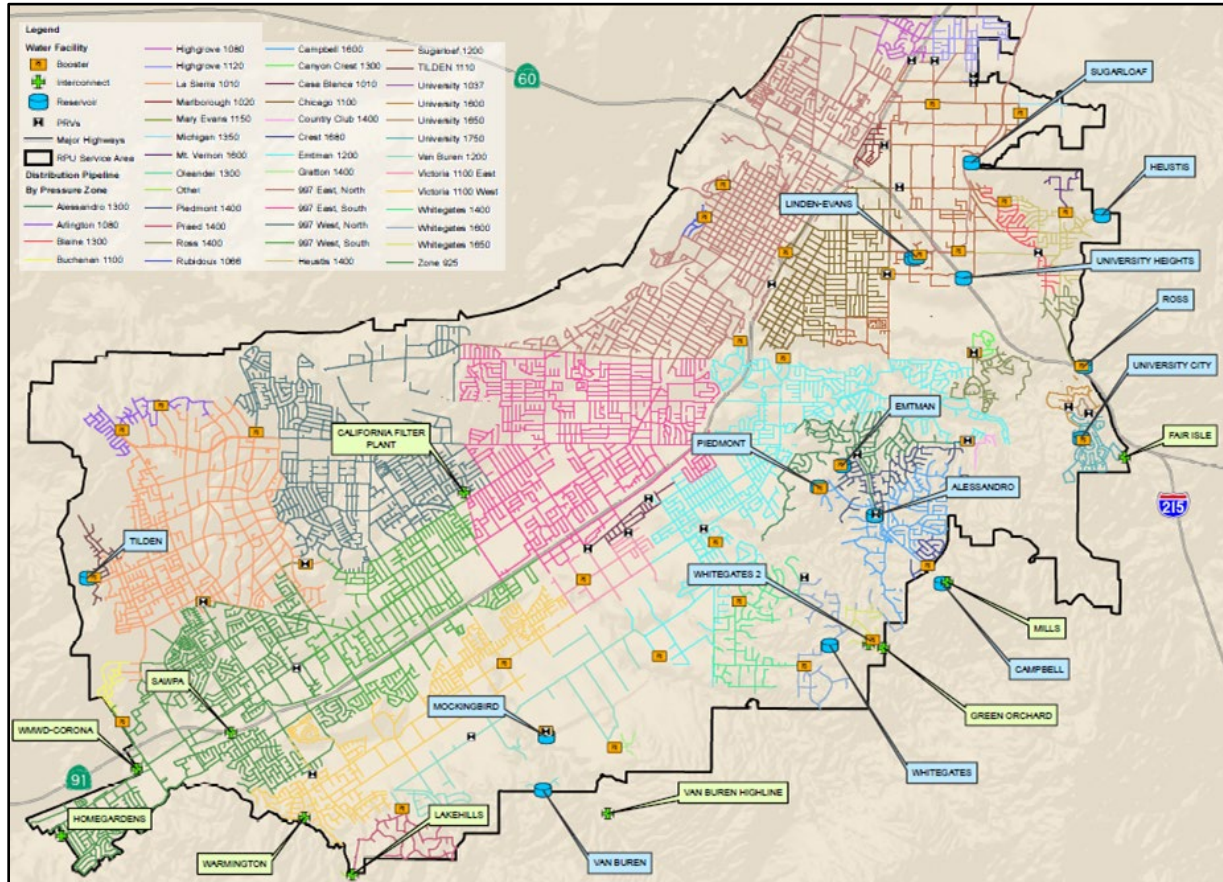 Legend
Water Facility
Booster
Interconnect
Reservoir
PRVs
Major Highways
RPU Service Area
Distribution Pipeline
By Pressure Zone
Alessandro 1300
Arlington 1080
Blaine 1300
Buchanan 1100
Highgrove 1080
Highgrove 1120
La Sierra 1010
Marlborough 1020
Mary Evans 1150
Michigan 1350
Mt. Vernon 1600
Oleander 1300
Other
Piedmont 1400
Praed 1400
Ross 1400
Rubidoux 1066
Campbell 1600
Canyon Crest 1300
Casa Blanca 1010
Chicago 1100
Country Club 1400
Crest 1680
Emtman 1200
Gratton 1400
997 East, North
997 East, South
997 West, North
997 West, South
Heustis 1400
Sugarloaf 1200
TILDEN 1110
University 1037
University 1600
University 1650
University 1750
Van Buren 1200
Victoria 1100 East
Victoria 1100 West
Whitegates 1400
Whitegates 1600
Whitegates 1650
Zone 925
60
SUGARLOAF
HEUSTIS
LINDEN-EVANS
UNIVERSITY HEIGHTS
ROSS
UNIVERSITY CITY
EMTMAN
CALIFORNIA FILTER
PLANT
PIEDMONT
FAIR ISLE
ALESSANDRO
215
TILDEN
WHITEGATES 2
MILLS
CAMPBELL
SAWPA
MOCKINGBIRD
GREEN ORCHARD
WMWD-CORONA
WHITEGATES
91
VAN BUREN HIGHLINE
HOMEGARDENS
LAKEHILLS
WARMINGTON
VAN BUREN